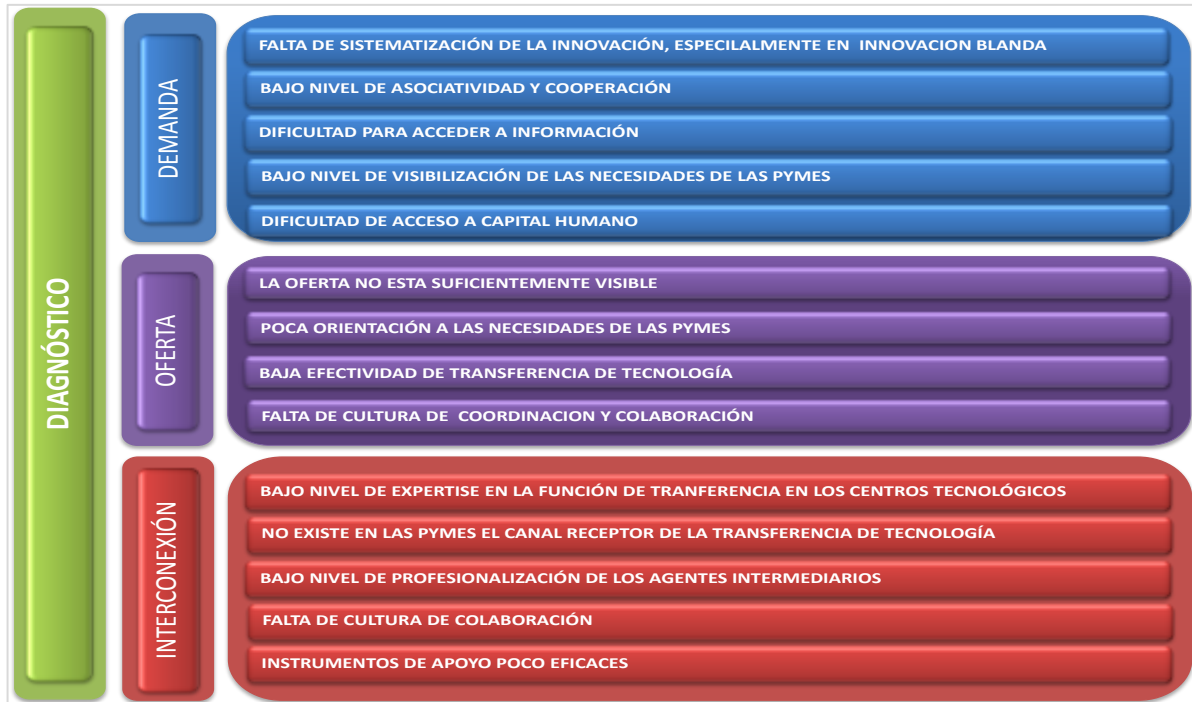 DIAGNÓSTICO
DEMANDA
FALTA DE SISTEMATIZACIÓN DE LA INNOVACIÓN, ESPECILALMENTE EN INNOVACION BLANDA
BAJO NIVEL DE ASOCIATIVIDAD Y COOPERACIÓN
DIFICULTAD PARA ACCEDER A INFORMACIÓN
BAJO NIVEL DE VISIBILIZACIÓN DE LAS NECESIDADES DE LAS PYMES
DIFICULTAD DE ACCESO A CAPITAL HUMANO
OFERTA
LA OFERTA NO ESTA SUFICIENTEMENTE VISIBLE
POCA ORIENTACIÓN A LAS NECESIDADES DE LAS PYMES
BAJA EFECTIVIDAD DE TRANSFERENCIA DE TECNOLOGÍA
FALTA DE CULTURA DE COORDINACION Y COLABORACIÓN
INTERCONEXIÓN
BAJO NIVEL DE EXPERTISE EN LA FUNCIÓN DE TRANFERENCIA EN LOS CENTROS TECNOLÓGICOS
NO EXISTE EN LAS PYMES EL CANAL RECEPTOR DE LA TRANSFERENCIA DE TECNOLOGÍA
BAJO NIVEL DE PROFESIONALIZACIÓN DE LOS AGENTES INTERMEDIARIOS
FALTA DE CULTURA DE COLABORACIÓN
INSTRUMENTOS DE APOYO POCO EFICACES